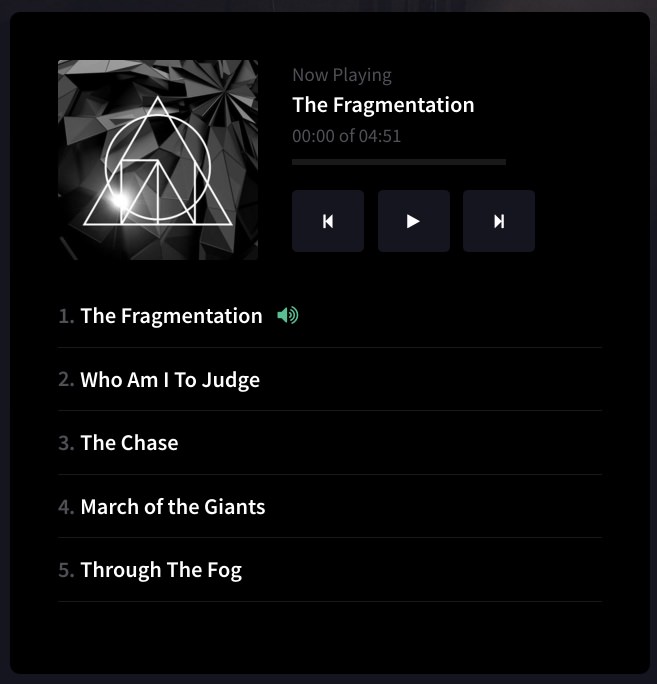 Now Playing
The Fragmentation
00:00 of 04:51
1. The Fragmentation
2. Who Am I To Judge
3. The Chase
4. March of the Giants
5. Through The Fog